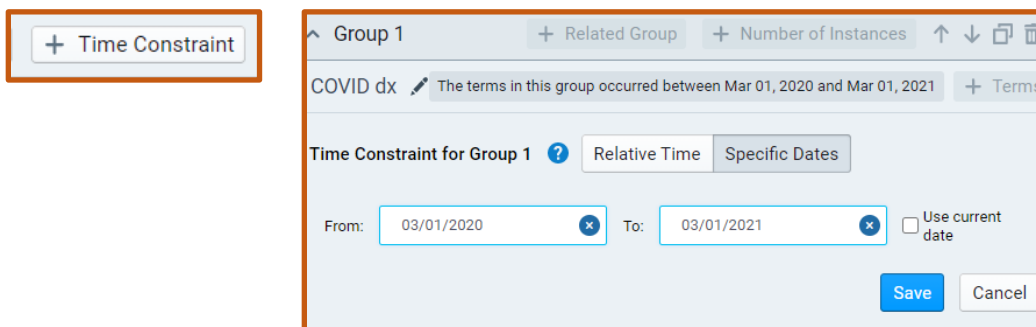 + Time Constraint
Group 1 + Related Group + Number of Instances
COVID dx The terms in this group occurred between Mar 01, 2020 and Mar 01, 2021 + Terms
Time Constraint for Group 1 ? Relative Time Specific Dates
From: 03/01/2020 To: 03/01/2021 Use current
date
Save Cancel